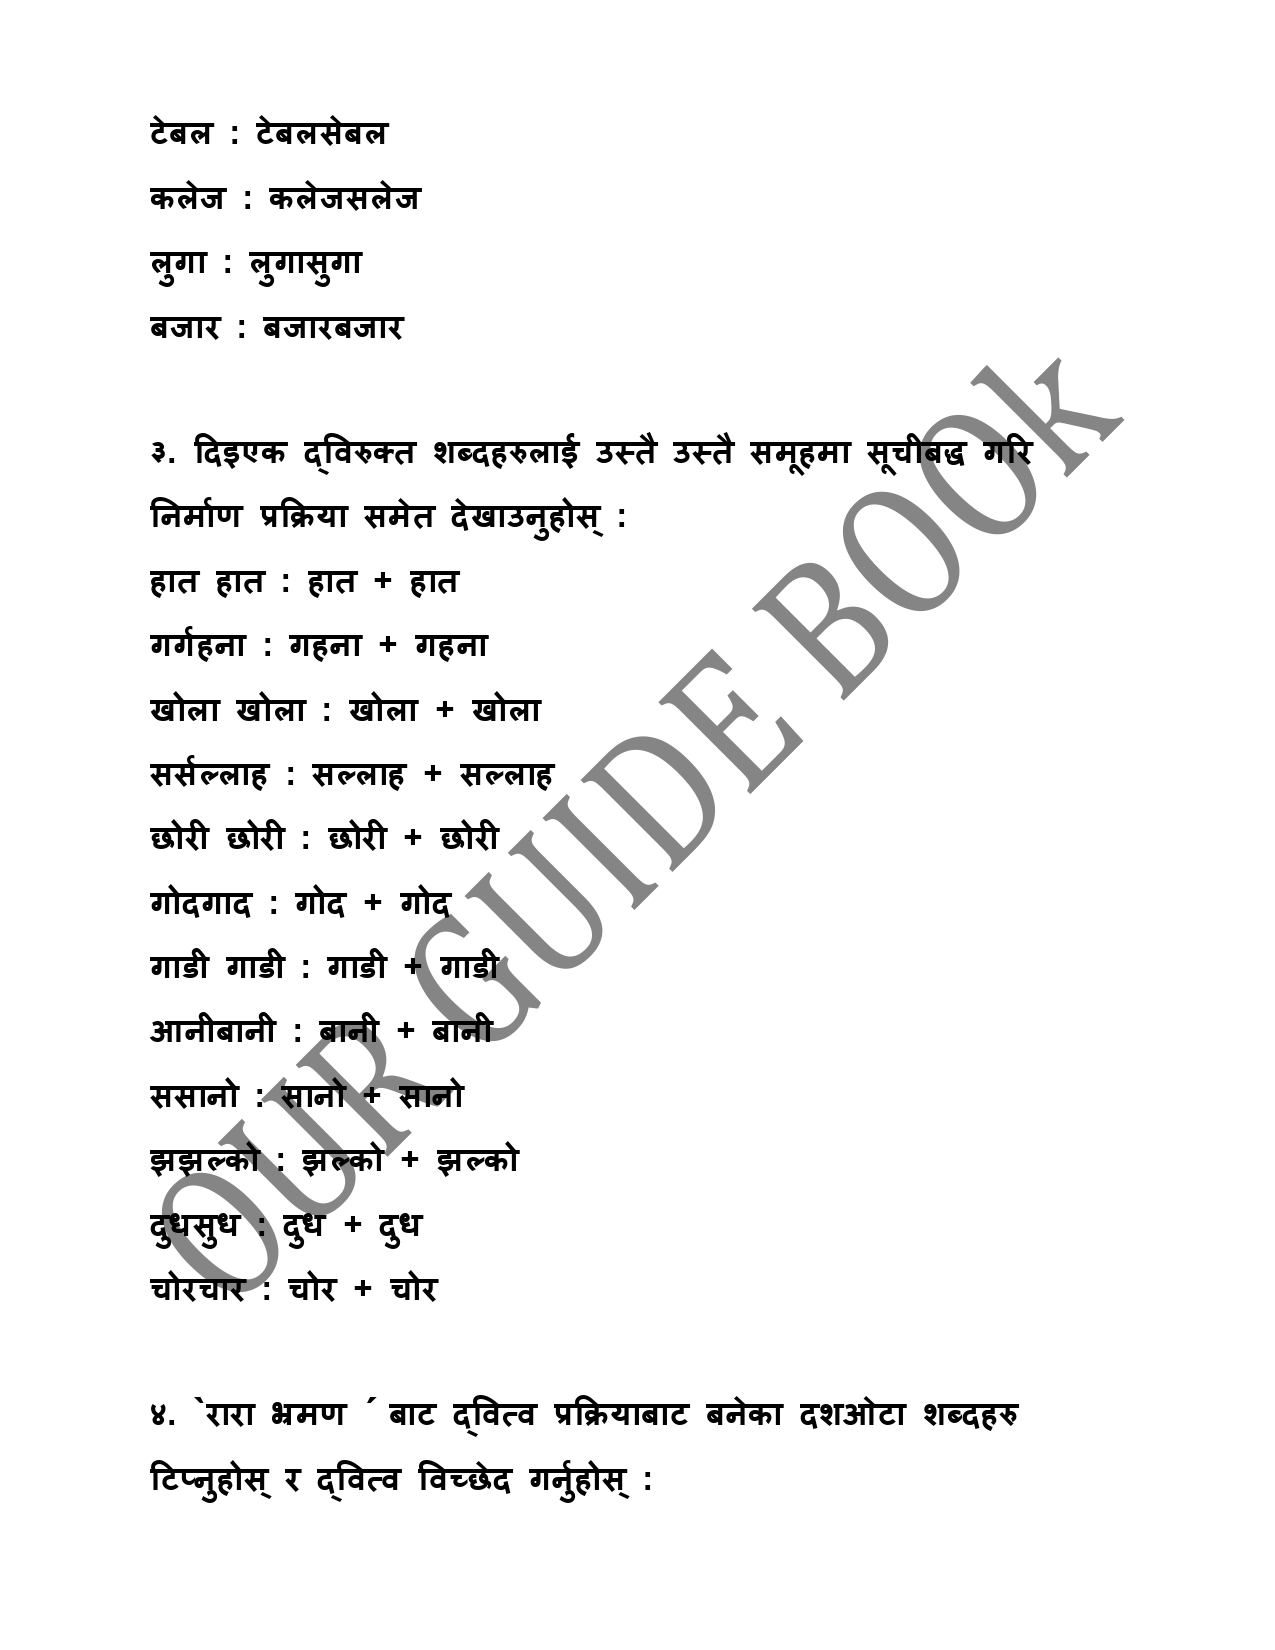 टेबल : टेबलसेबल
कलेज : कलेजसलेज
लुगा : लुगासुगा
बजार : बजारबजार
३. दिइएक द्विरुक्त शब्दहरुलाई उस्तै उस्तै समूहमा सूचीबद्ध गरि
निर्माण प्रक्रिया समेत देखाउनुहोस् :
हात हात : हात + हात
गर्गहना : गहना + गहना
खोला खोला : खोला + खोला
सर्सल्लाह : सल्लाह + सल्लाह
छोरी छोरी : छोरी + छोरी
गोदगाद : गोद + गोद
गाडी गाडी : गाडी + गाडी
आनीबानी : बानी + बानी
ससानो : सानो + सानो
झझल्को : झल्को + झल्को
दुधसुध : दुध + दुध
चोरचार : चोर + चोर
४. `रारा भ्रमण ´ बाट द्वित्व प्रक्रियाबाट बनेका दशओटा शब्दहरु
टिप्नुहोस् र द्वित्व विच्छेद गर्नुहोस् :
OUR GUIDE BOOk